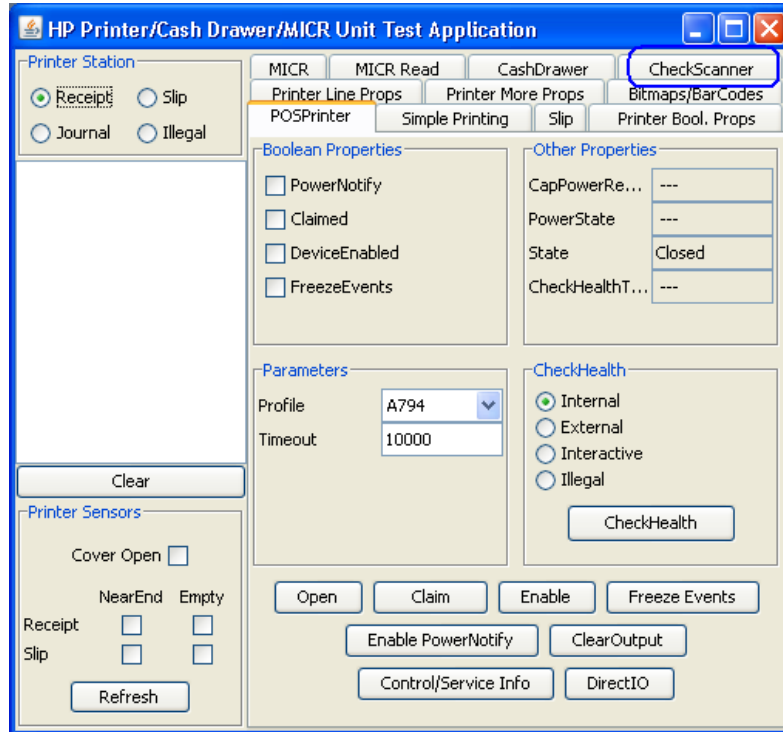 HP Printer/Cash Drawer/MICR Unit Test Application
Printer Station
Receipt
Slip
Journal
Illegal
MICR
MICR Read
CashDrawer
CheckScanner
Printer Line Props
Printer More Props
Bitmaps/BarCodes
POSPrinter
Simple Printing
Slip
Printer Bool. Props
Boolean Properties
PowerNotify
Claimed
DeviceEnabled
FreezeEvents
Other Properties
CapPowerRe... ---
PowerState ---
State Closed
CheckHealthT... ---
Parameters
Profile A794
Timeout 10000
CheckHealth
Internal
External
Interactive
Illegal
CheckHealth
Clear
Printer Sensors
Cover Open
NearEnd Empty
Receipt
Slip
Refresh
Open
Claim
Enable
Freeze Events
Enable PowerNotify
ClearOutput
Control/Service Info
DirectIO